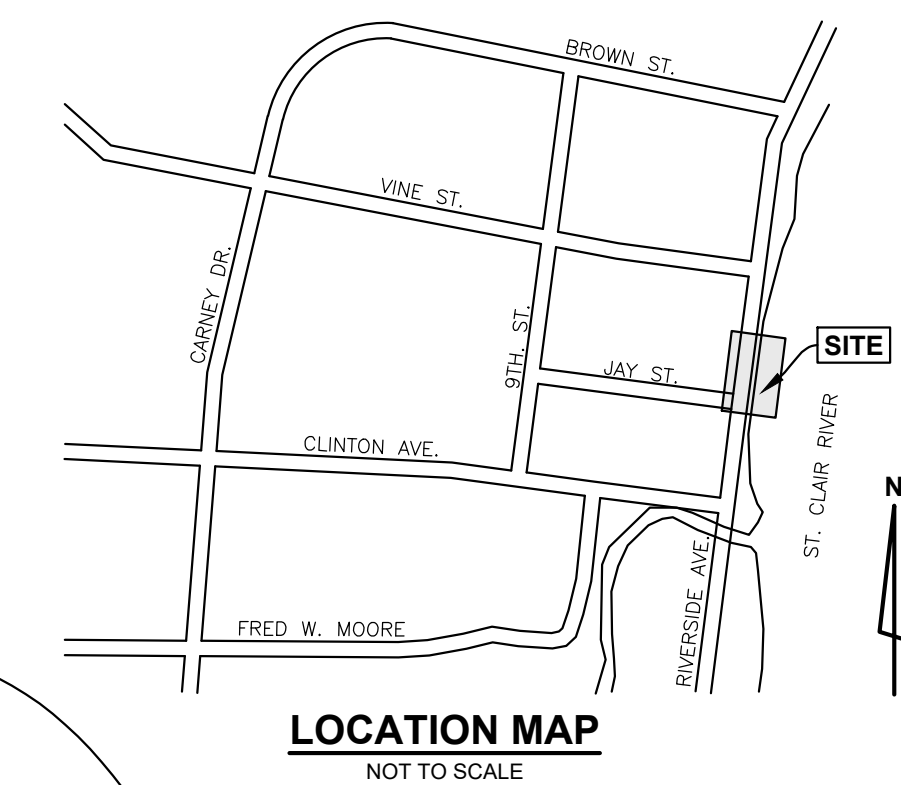 BROWN ST.
VINE ST.
CARNEY DR.
9TH. ST.
JAY ST.
SITE
ST. CLAIR RIVER
CLINTON AVE.
N
RIVERSIDE AVE.
FRED W. MOORE
LOCATION MAP
NOT TO SCALE